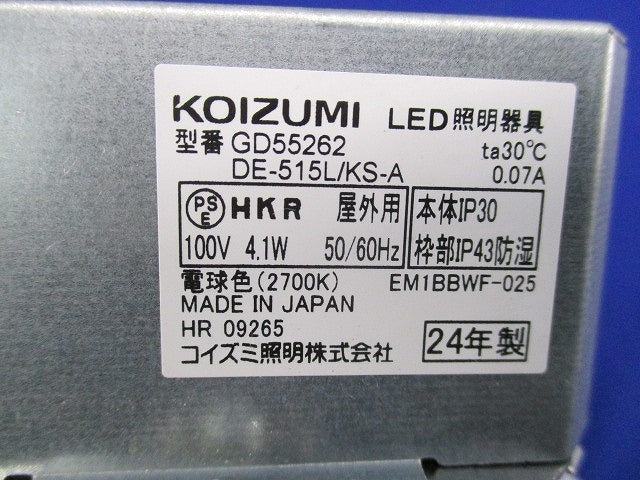 KOIZUMI LED照明器具
型番 GD55262 ta30℃
DE-515L/KS-A 0.07A
PSE HKR 屋外用 本体IP30
100V 4.1W 50/60Hz 枠部IP43防湿
電球色(2700K) EM1BBWF-025
MADE IN JAPAN
HR 09265
コイズミ照明株式会社 24年製